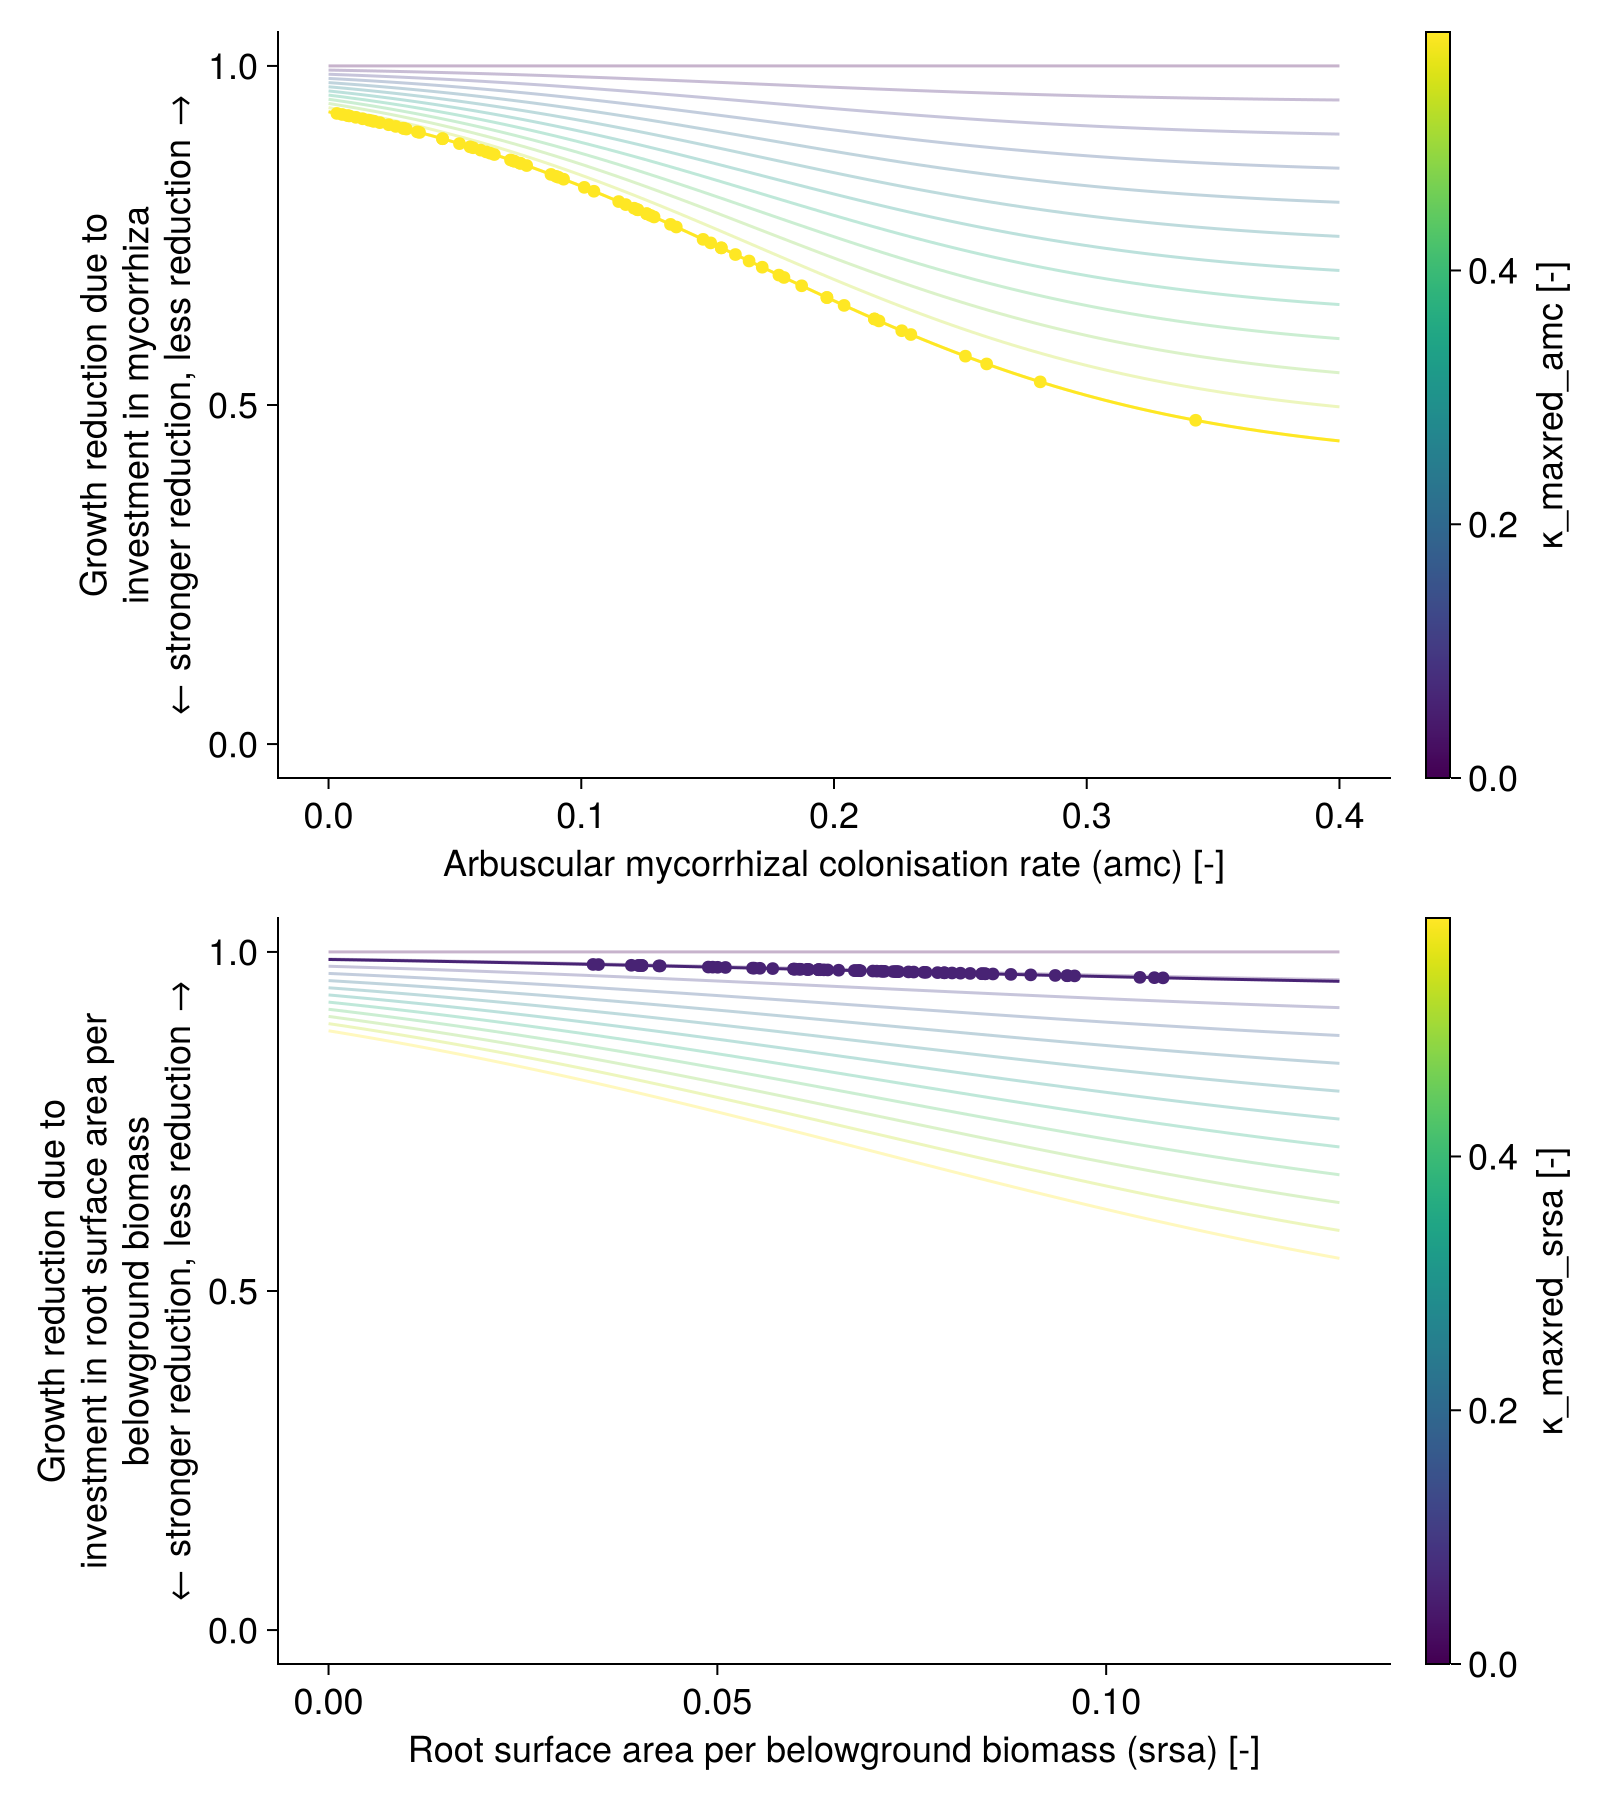 Growth reduction due to
investment in mycorrhiza
← stronger reduction, less reduction →
1.0
0.5
0.0
0.0
0.1
0.2
0.3
0.4
Arbuscular mycorrhizal colonisation rate (amc) [-]
0.4
0.2
0.0
κ_maxred_amc [-]
Growth reduction due to
investment in root surface area per
belowground biomass
← stronger reduction, less reduction →
1.0
0.5
0.0
0.00
0.05
0.10
Root surface area per belowground biomass (srsa) [-]
0.4
0.2
0.0
κ_maxred_srsa [-]